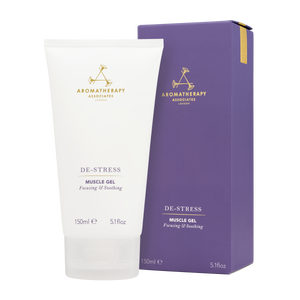 AROMATHERAPY
ASSOCIATES
LONDON
DE-STRESS
MUSCLE GEL
Focusing & Soothing
150ml ℮ 5.1fl.oz
AROMATHERAPY
ASSOCIATES
LONDON
DE-STRESS
MUSCLE GEL
Focusing & Soothing
150ml ℮ 5.1fl.oz